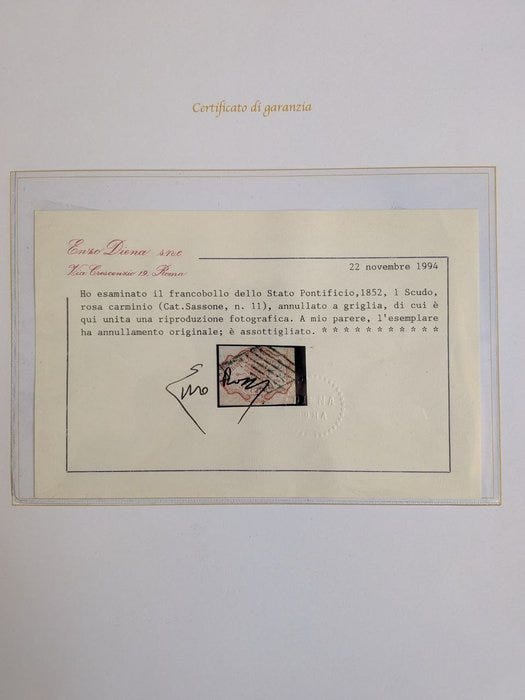 Certificato di garanzia
Enzo Diena s.n.c
Via Crescenzio 19, Roma
22 novembre 1994
Ho esaminato il francobollo dello Stato Pontificio,1852, 1 Scudo,
rosa carminio (Cat.Sassone, n. 11), annullato a griglia, di cui è
qui unita una riproduzione fotografica. A mio parere, l'esemplare
ha annullamento originale; è assottigliato. * * * * * * * * * * *